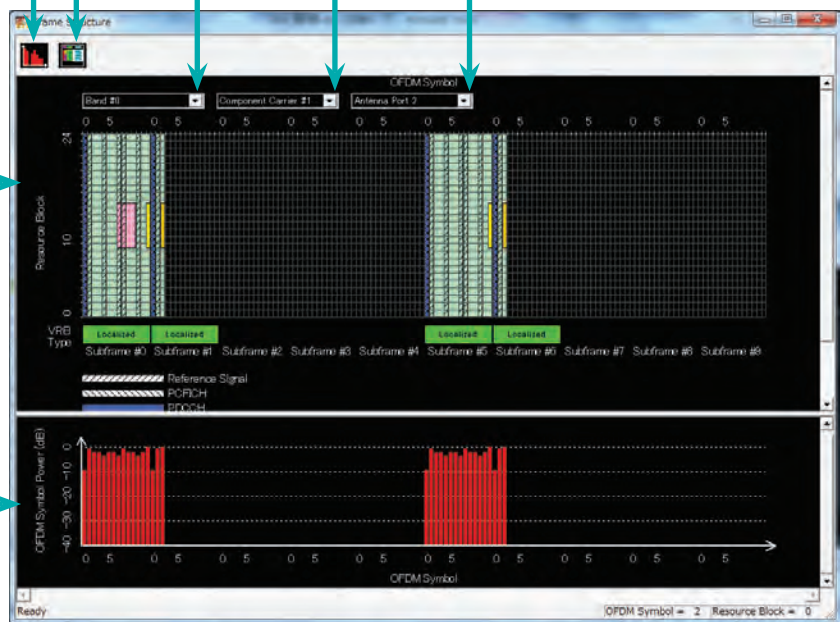 Frame Structure
OFDM Symbol
Band #0 Component Carrier #1 Antenna Port 2
0 5 0 5 0 5 0 5 0 5 0 5 0 5 0 5 0 5 0 5
24
10
0
Resource Block
VRB Type
Localized Localized Localized Localized
Subframe #0 Subframe #1 Subframe #2 Subframe #3 Subframe #4 Subframe #5 Subframe #6 Subframe #7 Subframe #8 Subframe #9
Reference Signal
PCFICH
PDCCH
OFDM Symbol Power (dB)
0
-10
-20
-30
-40
0 5 0 5 0 5 0 5 0 5 0 5 0 5 0 5 0 5 0 5
OFDM Symbol
Ready OFDM Symbol = 2 Resource Block = 0